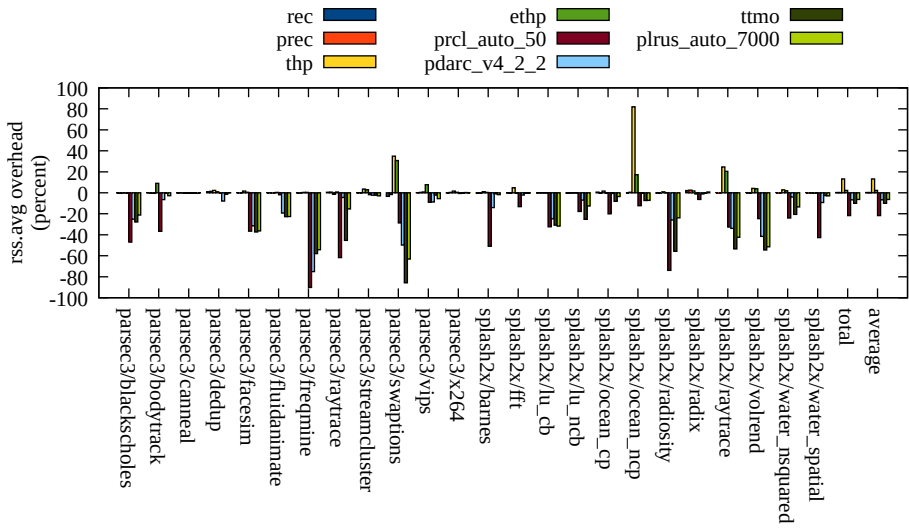 rec
prec
thp
ethp
prcl_auto_50
pdarc_v4_2_2
ttmo
plrus_auto_7000
rss.avg overhead
(percent)
100
80
60
40
20
0
-20
-40
-60
-80
-100
parsec3/blackscholes
parsec3/bodytrack
parsec3/canneal
parsec3/dedup
parsec3/facesim
parsec3/fluidanimate
parsec3/freqmine
parsec3/raytrace
parsec3/streamcluster
parsec3/swaptions
parsec3/vips
parsec3/x264
splash2x/barnes
splash2x/fft
splash2x/lu_cb
splash2x/lu_ncb
splash2x/ocean_cp
splash2x/ocean_ncp
splash2x/radiosity
splash2x/radix
splash2x/raytrace
splash2x/volrend
splash2x/water_nsquared
splash2x/water_spatial
total
average